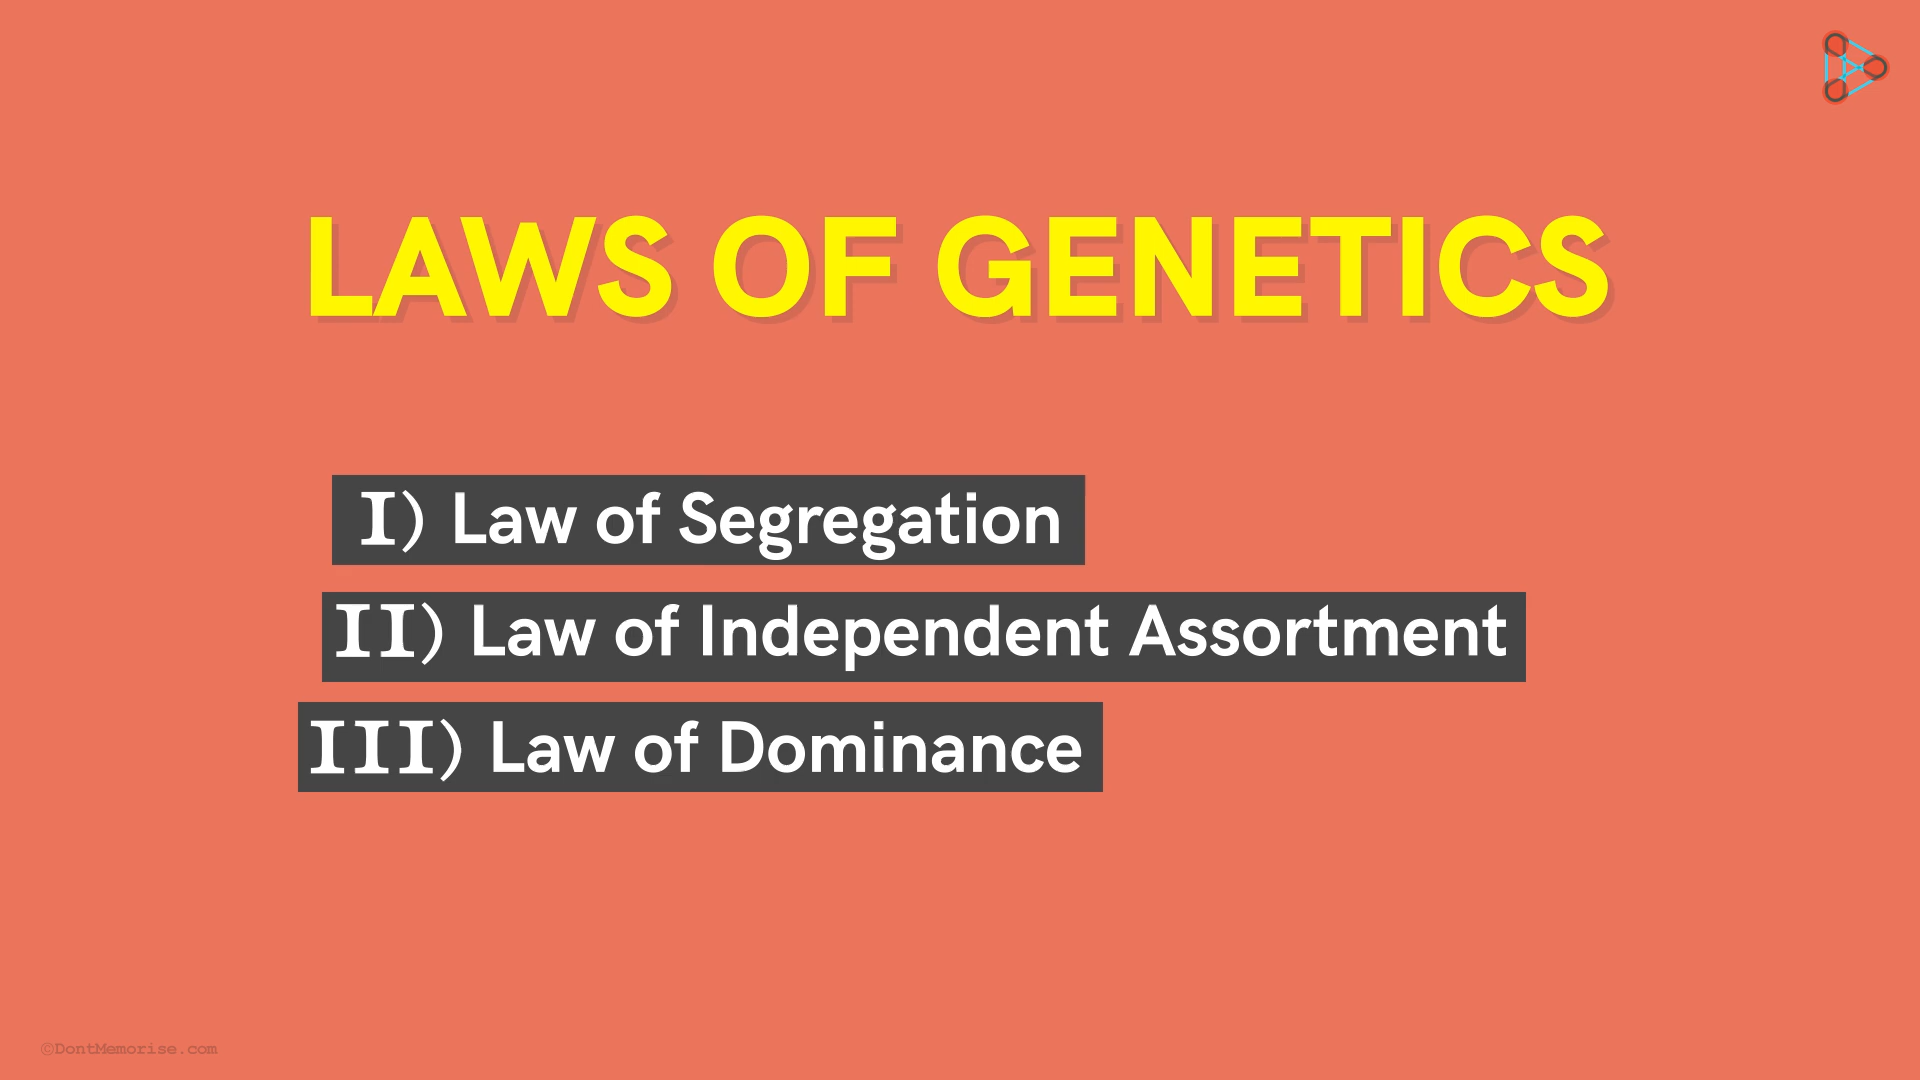 LAWS OF GENETICS
I) Law of Segregation
II) Law of Independent Assortment
III) Law of Dominance
©DontMemorise.com